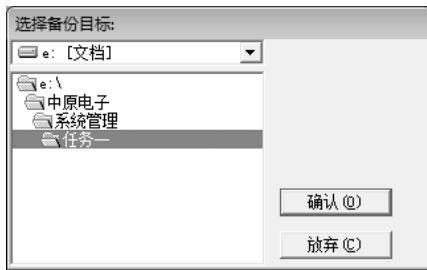 选择备份目标:
e: [文档]
e:\
中原电子
系统管理
任务一
确认(O)
放弃(C)